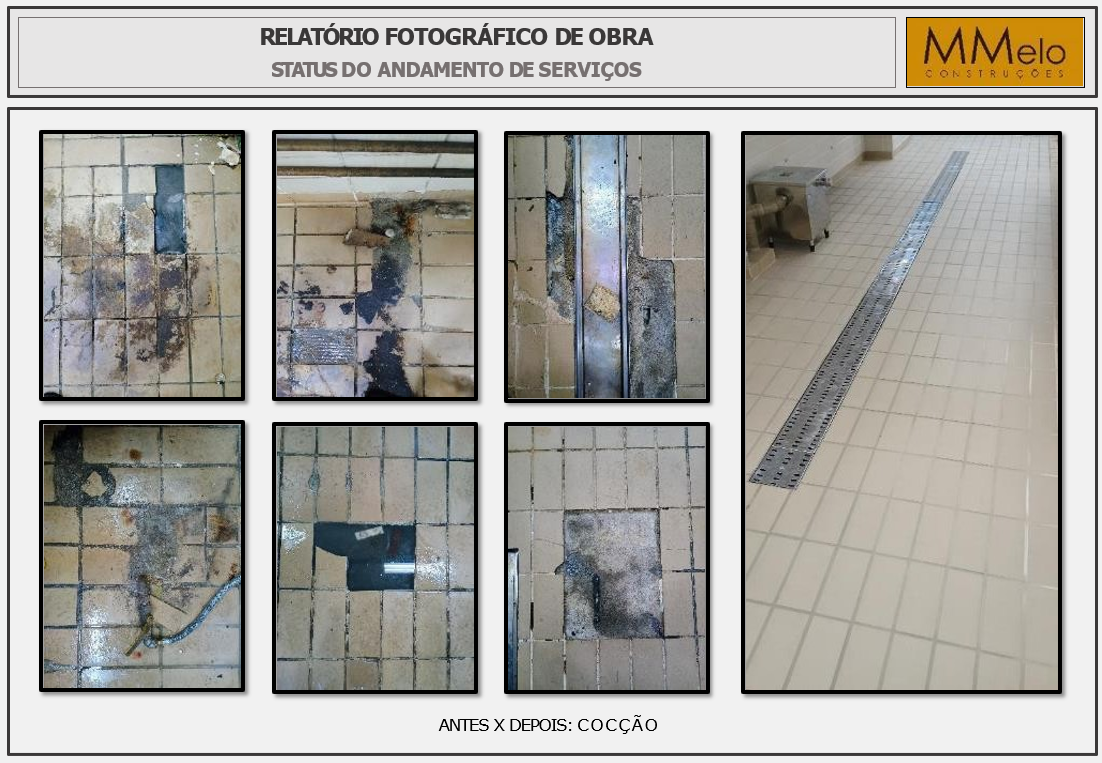 RELATÓRIO FOTOGRÁFICO DE OBRA
STATUS DO ANDAMENTO DE SERVIÇOS
MMelo
CONSTRUÇÕES
ANTES X DEPOIS: COCÇÃO